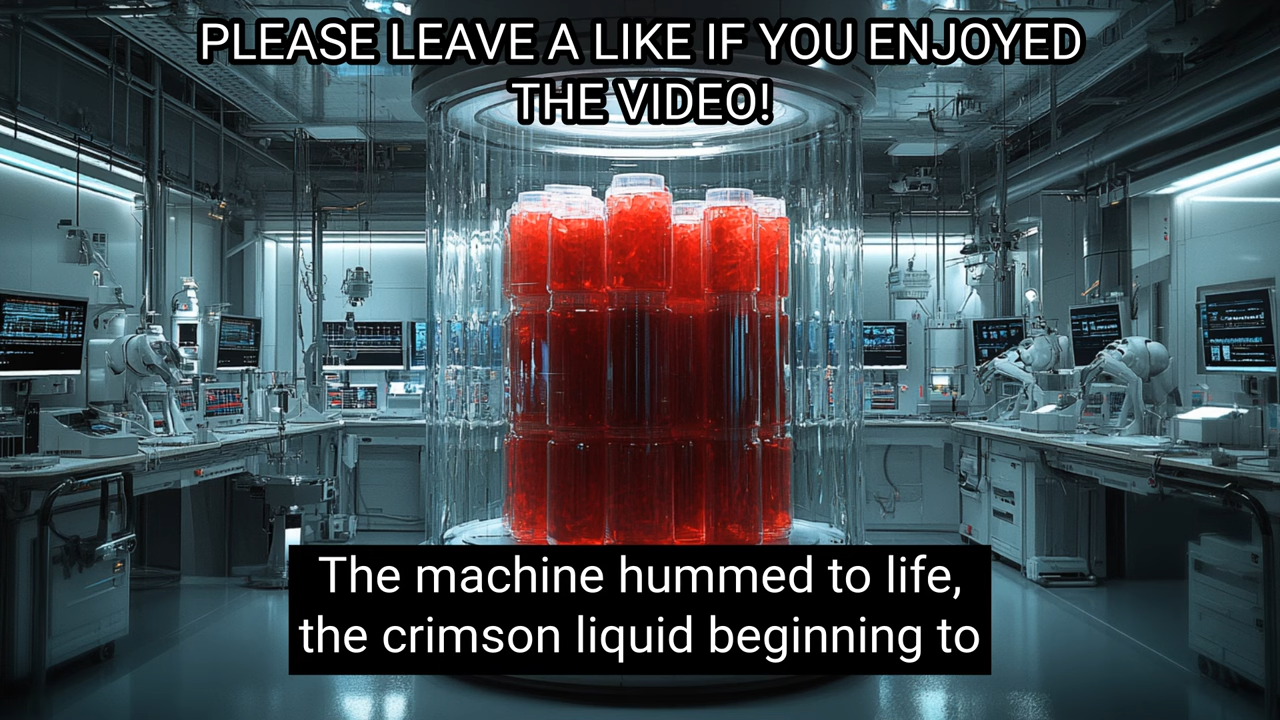 PLEASE LEAVE A LIKE IF YOU ENJOYED
THE VIDEO!
The machine hummed to life,
the crimson liquid beginning to